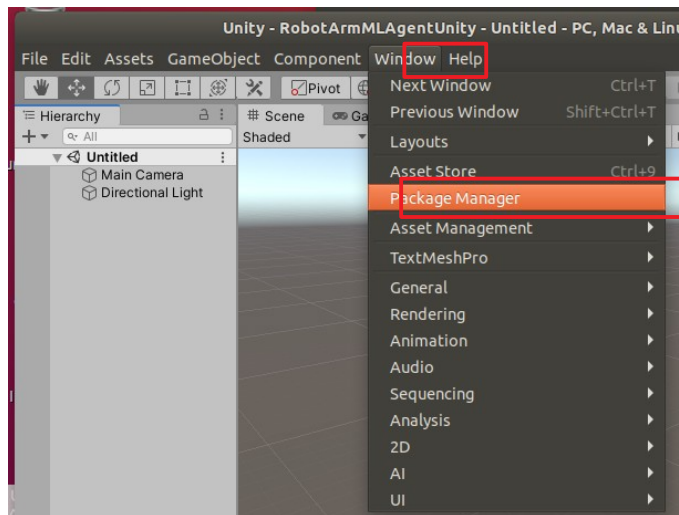 Unity - RobotArmMLAgentUnity - Untitled - PC, Mac & Linu
File Edit Assets GameObject Component Window Help
Pivot
Hierarchy
All
Untitled
Main Camera
Directional Light
Scene
Ga
Shaded
Next Window Ctrl+T
Previous Window Shift+Ctrl+T
Layouts
Asset Store Ctrl+9
Package Manager
Asset Management
TextMeshPro
General
Rendering
Animation
Audio
Sequencing
Analysis
2D
AI
UI